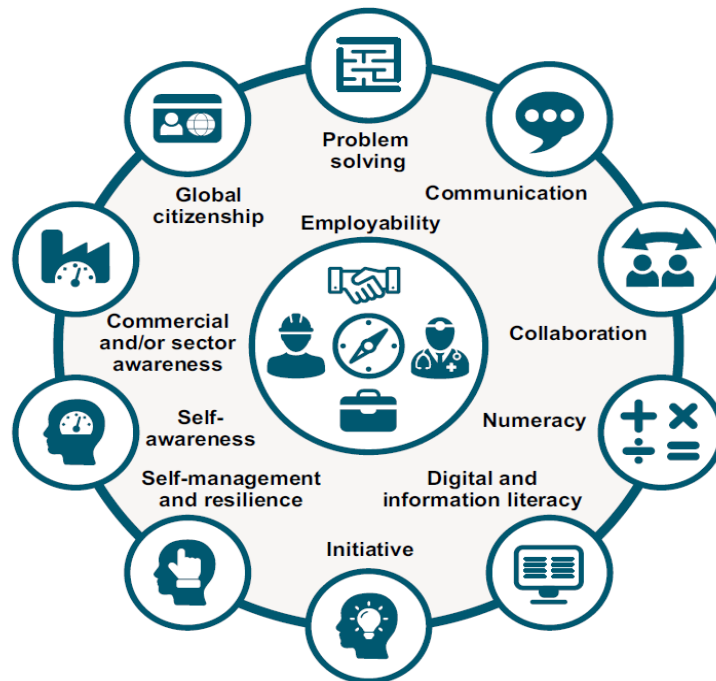 Problem
solving
Communication
Global
citizenship
Employability
Commercial
and/or sector
awareness
Collaboration
Self-
awareness
Numeracy
Self-management
and resilience
Digital and
information literacy
Initiative